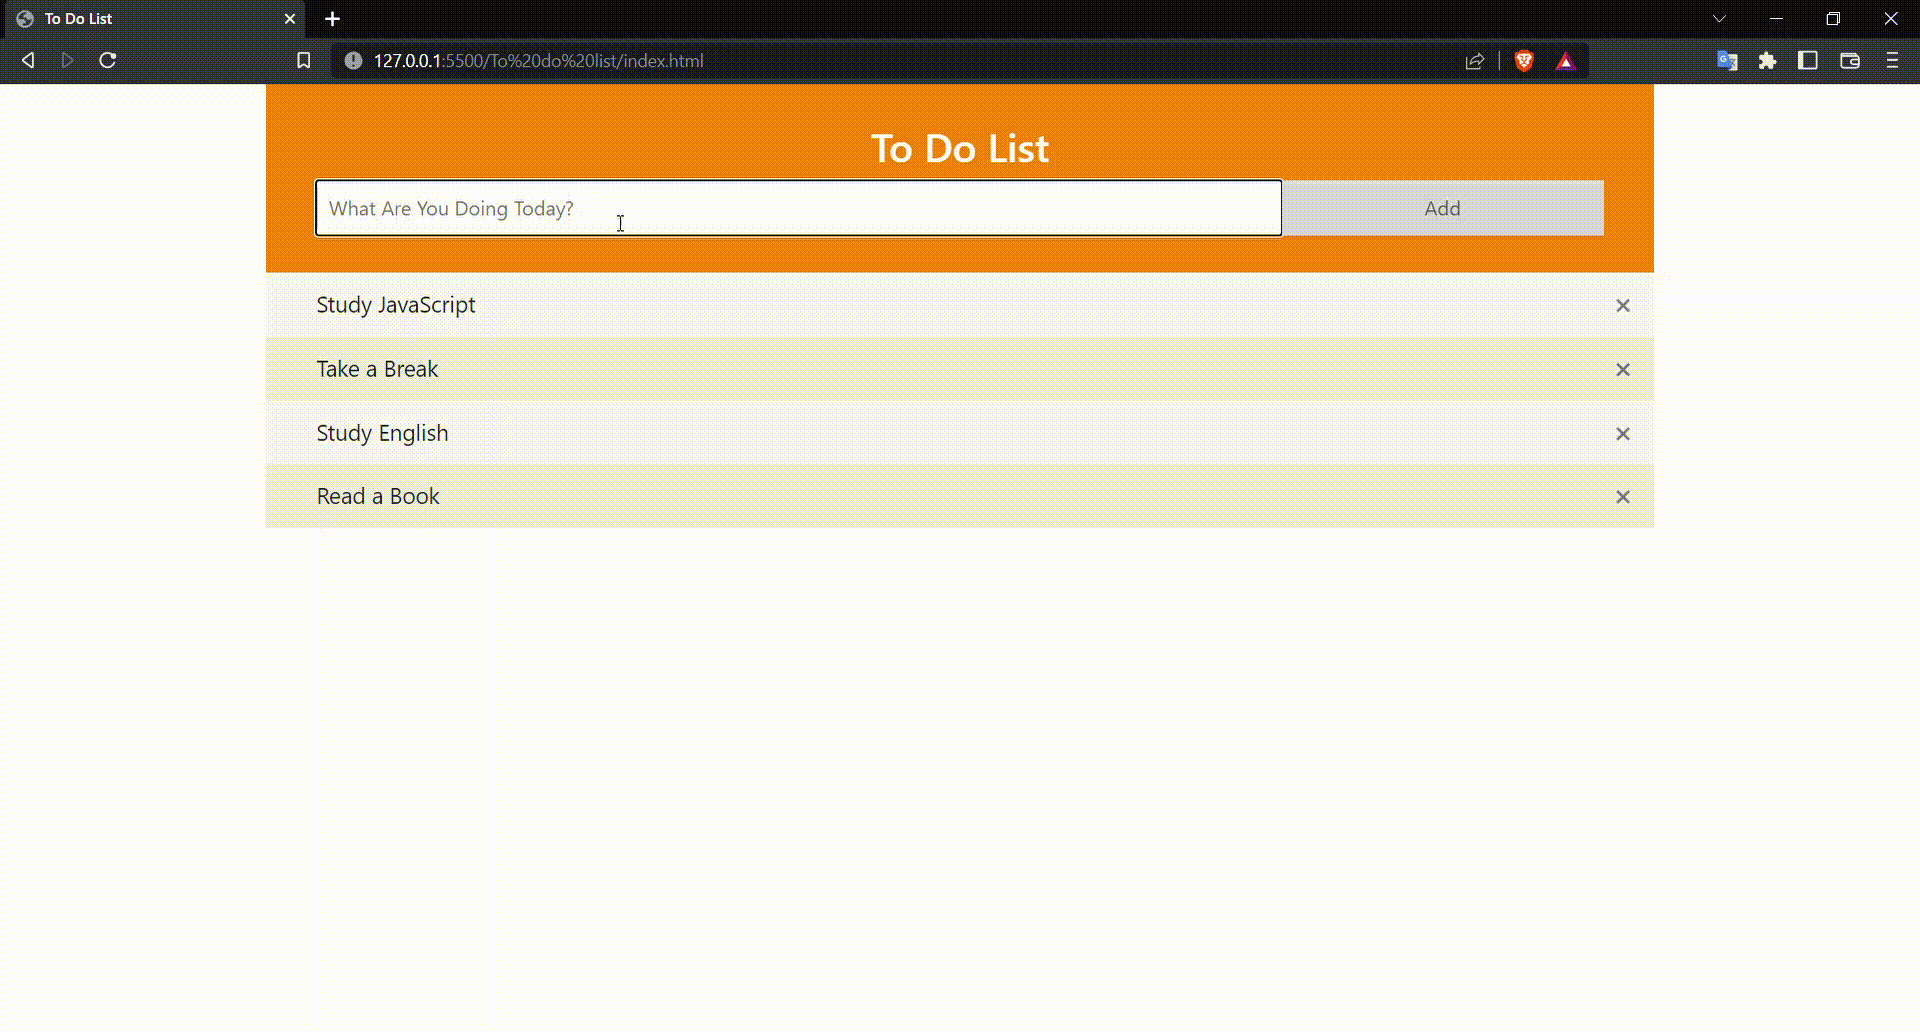 To Do List
127.0.0.1:5500/To%20do%20list/index.html
To Do List
What Are You Doing Today?
Add
Study JavaScript
Take a Break
Study English
Read a Book